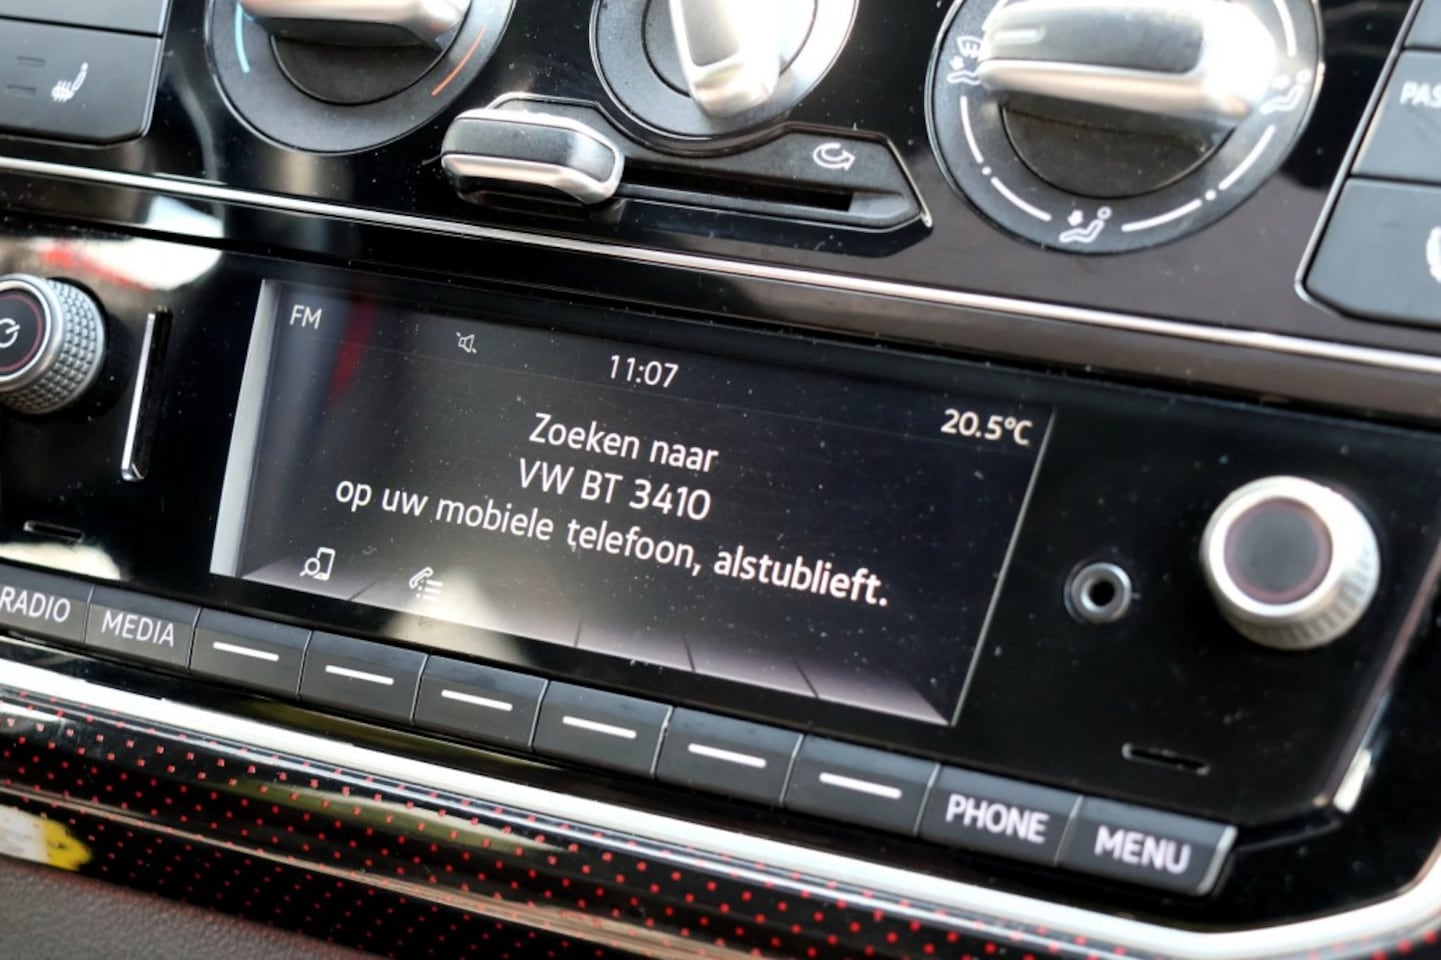 PAS
FM
11:07
20.5°C
Zoeken naar
VW BT 3410
op uw mobiele telefoon, alstublieft.
RADIO
MEDIA
PHONE
MENU